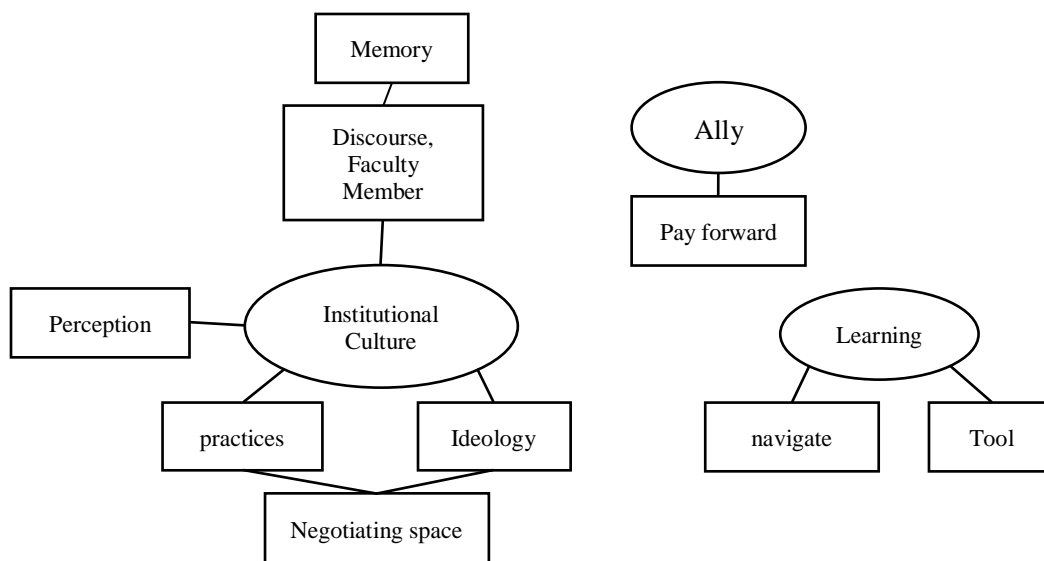 Memory
Discourse,
Faculty
Member
Ally
Pay forward
Perception
Institutional
Culture
Learning
practices
Ideology
navigate
Tool
Negotiating space